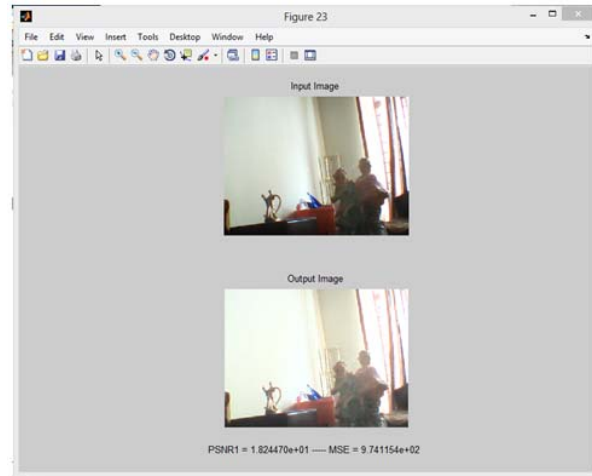 Figure 23
File Edit View Insert Tools Desktop Window Help
Input Image
Output Image
PSNR1 = 1.824470e+01 ---- MSE = 9.741154e+02